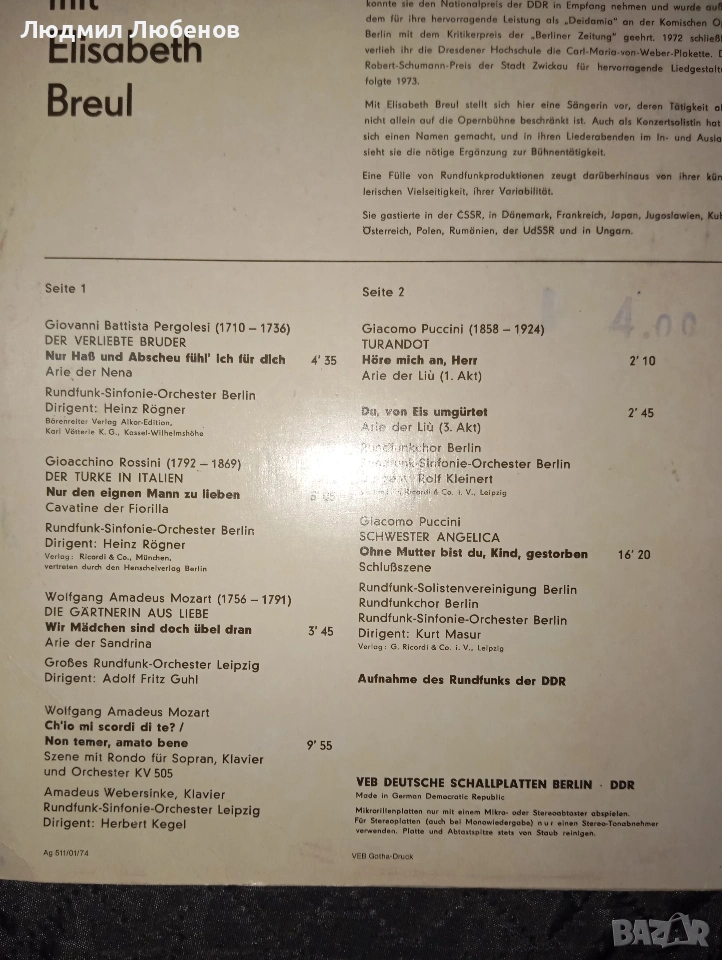 Людмил Любенов
mit
Elisabeth
Breul
konnte sie den Nationalpreis der DDR in Empfang nehmen und wurde auß
dem für ihre hervorragende Leistung als „Deidamia" an der Komischen O
Berlin mit dem Kritikerpreis der „Berliner Zeitung" geehrt. 1972 schließl
verlieh ihr die Dresdener Hochschule die Carl-Maria-von-Weber-Plakette. D
Robert-Schumann-Preis der Stadt Zwickau für hervorragende Liedgestalt
folgte 1973.
Mit Elisabeth Breul stellt sich hier eine Sängerin vor, deren Tätigkeit
nicht allein auf die Opernbühne beschränkt ist. Auch als Konzertsolistin hat
sich einen Namen gemacht, und in ihren Liederabenden im In- und Ausla
sieht sie die nötige Ergänzung zur Bühnentätigkeit.
Eine Fülle von Rundfunkproduktionen zeugt darüberhinaus von ihrer kün
lerischen Vielseitigkeit, ihrer Variabilität.
Sie gastierte in der CSSR, in Dänemark, Frankreich, Japan, Jugoslawien, Kub
Österreich, Polen, Rumänien, der UdSSR und in Ungarn.
Seite 1
Giovanni Battista Pergolesi (1710 – 1736)
DER VERLIEBTE BRUDER
Nur Haß und Abscheu fühl' ich für dich 4' 35
Arie der Nena
Rundfunk-Sinfonie-Orchester Berlin
Dirigent: Heinz Rögner
Bärenreiter Verlag Alkor-Edition,
Karl Vötterle K. G., Kassel-Wilhelmshöhe
Gioacchino Rossini (1792 – 1869)
DER TÜRKE IN ITALIEN
Nur den eignen Mann zu lieben
Cavatine der Fiorilla
Rundfunk-Sinfonie-Orchester Berlin
Dirigent: Heinz Rögner
Verlag: Ricordi & Co., München,
vertreten durch den Henschelverlag Berlin
Wolfgang Amadeus Mozart (1756 – 1791)
DIE GÄRTNERIN AUS LIEBE
Wir Mädchen sind doch übel dran 3' 45
Arie der Sandrina
Großes Rundfunk-Orchester Leipzig
Dirigent: Adolf Fritz Guhl
Wolfgang Amadeus Mozart
Ch'io mi scordi di te? /
Non temer, amato bene 9' 55
Szene mit Rondo für Sopran, Klavier
und Orchester KV 505
Amadeus Webersinke, Klavier
Rundfunk-Sinfonie-Orchester Leipzig
Dirigent: Herbert Kegel
Ag 511/01/74
Seite 2
4.00
Giacomo Puccini (1858 – 1924)
TURANDOT
Höre mich an, Herr 2' 10
Arie der Liù (1. Akt)
Du, von Eis umgürtet 2' 45
Arie der Liù (3. Akt)
Rundfunkchor Berlin
Rundfunk-Sinfonie-Orchester Berlin
Dirigent: Rolf Kleinert
Ricordi & Co. i. V., Leipzig
Giacomo Puccini
SCHWESTER ANGELICA
Ohne Mutter bist du, Kind, gestorben 16' 20
Schlußszene
Rundfunk-Solistenvereinigung Berlin
Rundfunkchor Berlin
Rundfunk-Sinfonie-Orchester Berlin
Dirigent: Kurt Masur
Verlag: G. Ricordi & Co. i. V., Leipzig
Aufnahme des Rundfunks der DDR
VEB DEUTSCHE SCHALLPLATTEN BERLIN · DDR
Made in German Democratic Republic
Mikrorillenplatten nur mit einem Mikro- oder Stereoabtaster abspielen.
Für Stereoplatten (auch bei Monowiedergabe) nur einen Stereo-Tonabnehmer
verwenden. Platte und Abtastspitze stets von Staub reinigen.
VEB Gotha-Druck
BAZAR